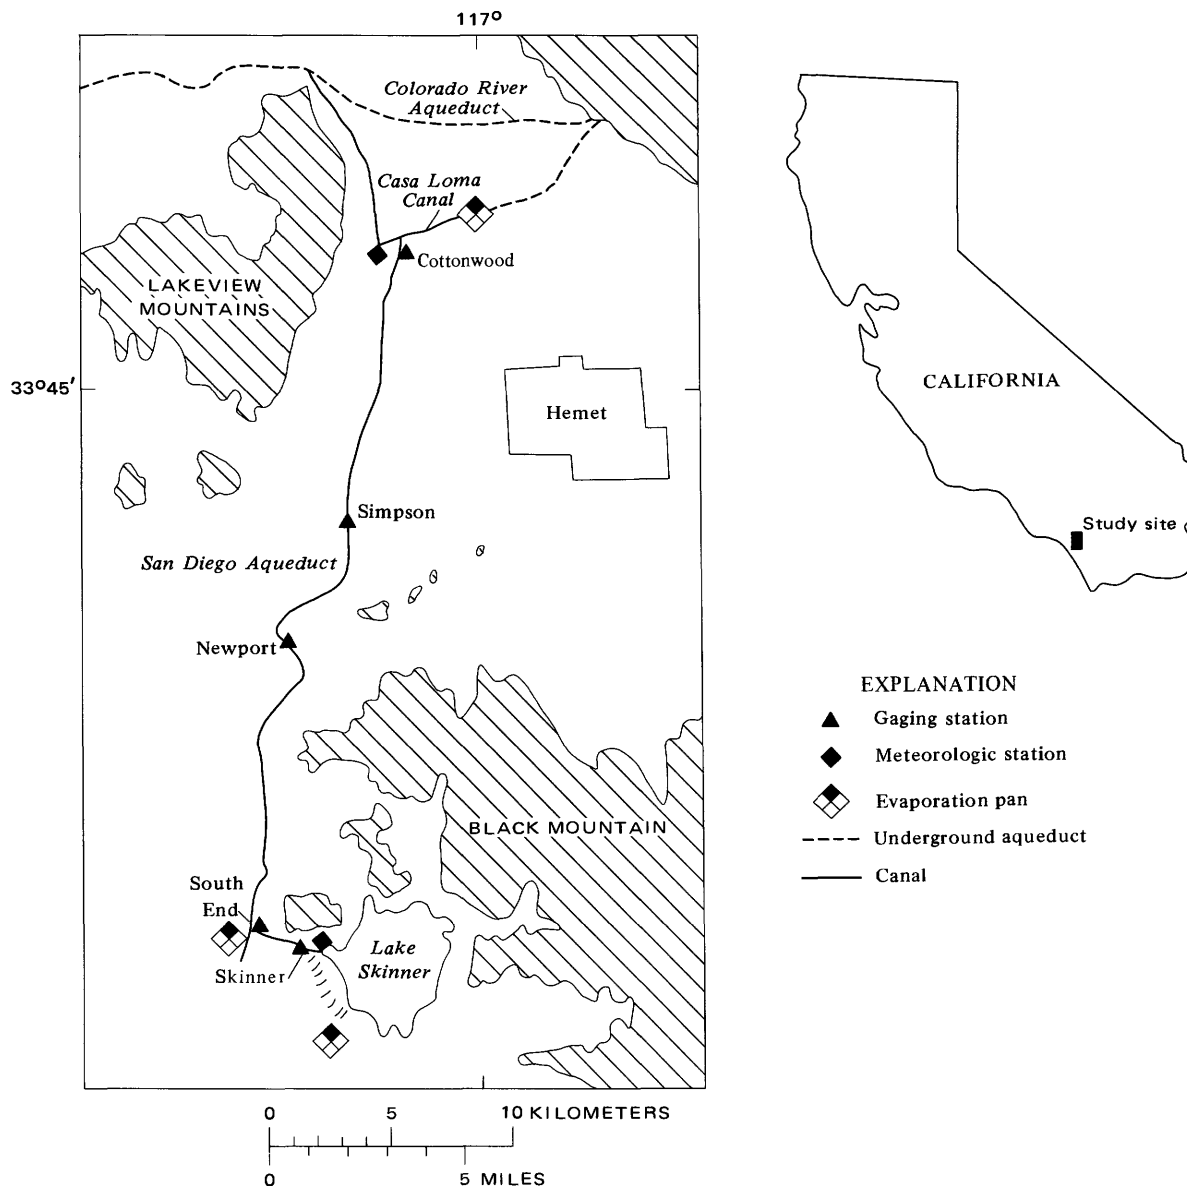 117°
Colorado River
Aqueduct
Casa Loma
Canal
Cottonwood
LAKEVIEW
MOUNTAINS
33°45'
Hemet
CALIFORNIA
Simpson
Study site
San Diego Aqueduct
Newport
EXPLANATION
Gaging station
Meteorologic station
Evaporation pan
Underground aqueduct
Canal
BLACK MOUNTAIN
South
End
Lake
Skinner
Skinner
0 5 10 KILOMETERS
0 5 MILES